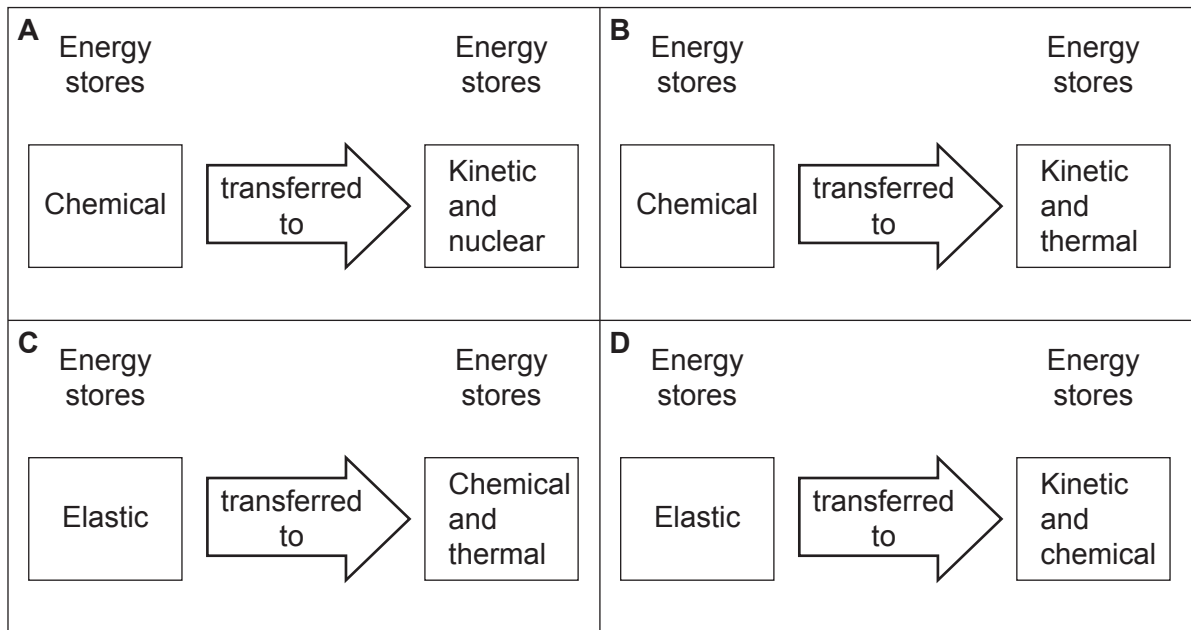 A
Energy
stores
Energy
stores
Chemical
transferred
to
Kinetic
and
nuclear
B
Energy
stores
Energy
stores
Chemical
transferred
to
Kinetic
and
thermal
C
Energy
stores
Energy
stores
Elastic
transferred
to
Chemical
and
thermal
D
Energy
stores
Energy
stores
Elastic
transferred
to
Kinetic
and
chemical